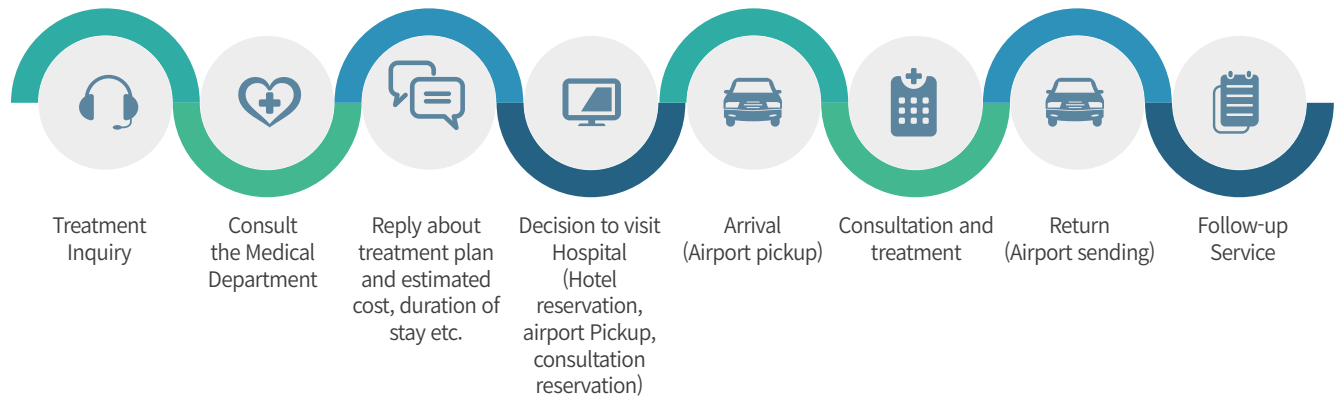 Treatment
Inquiry
Consult
the Medical
Department
Reply about
treatment plan
and estimated
cost, duration of
stay etc.
Decision to visit
Hospital
(Hotel
reservation,
airport Pickup,
consultation
reservation)
Arrival
(Airport pickup)
Consultation and
treatment
Return
(Airport sending)
Follow-up
Service